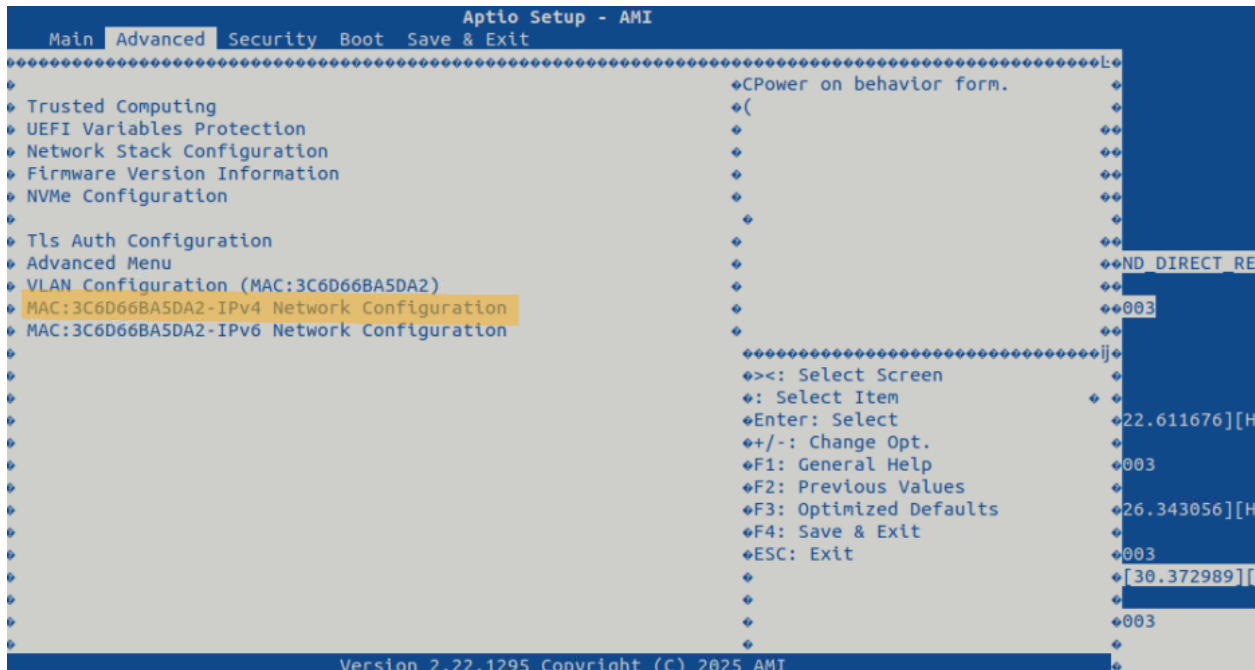 Aptio Setup - AMI
Main Advanced Security Boot Save & Exit
CPower on behavior form.
Trusted Computing (
UEFI Variables Protection
Network Stack Configuration
Firmware Version Information
NVMe Configuration
Tls Auth Configuration
Advanced Menu ND_DIRECT_RE
VLAN Configuration (MAC:3C6D66BA5DA2)
MAC:3C6D66BA5DA2-IPv4 Network Configuration 003
MAC:3C6D66BA5DA2-IPv6 Network Configuration
><: Select Screen
: Select Item
Enter: Select 22.611676][H
+/-: Change Opt.
F1: General Help 003
F2: Previous Values
F3: Optimized Defaults 26.343056][H
F4: Save & Exit
ESC: Exit 003
[30.372989][
003
Version 2.22.1295 Copyright (C) 2025 AMI